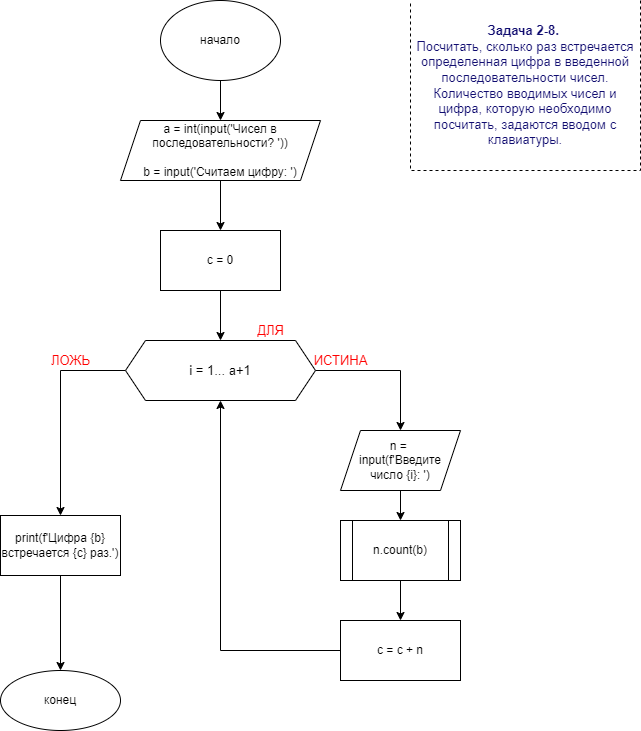 начало
Задача 2-8.
Посчитать, сколько раз встречается
определенная цифра в введенной
последовательности чисел.
Количество вводимых чисел и
цифра, которую необходимо
посчитать, задаются вводом с
клавиатуры.
a = int(input('Чисел в
последовательности? '))
b = input('Считаем цифру: ')
c = 0
ДЛЯ
ЛОЖЬ
ИСТИНА
i = 1... a+1
n =
input(f'Введите
число {i}: ')
print(f'Цифра {b}
встречается {c} раз.')
n.count(b)
c = c + n
конец